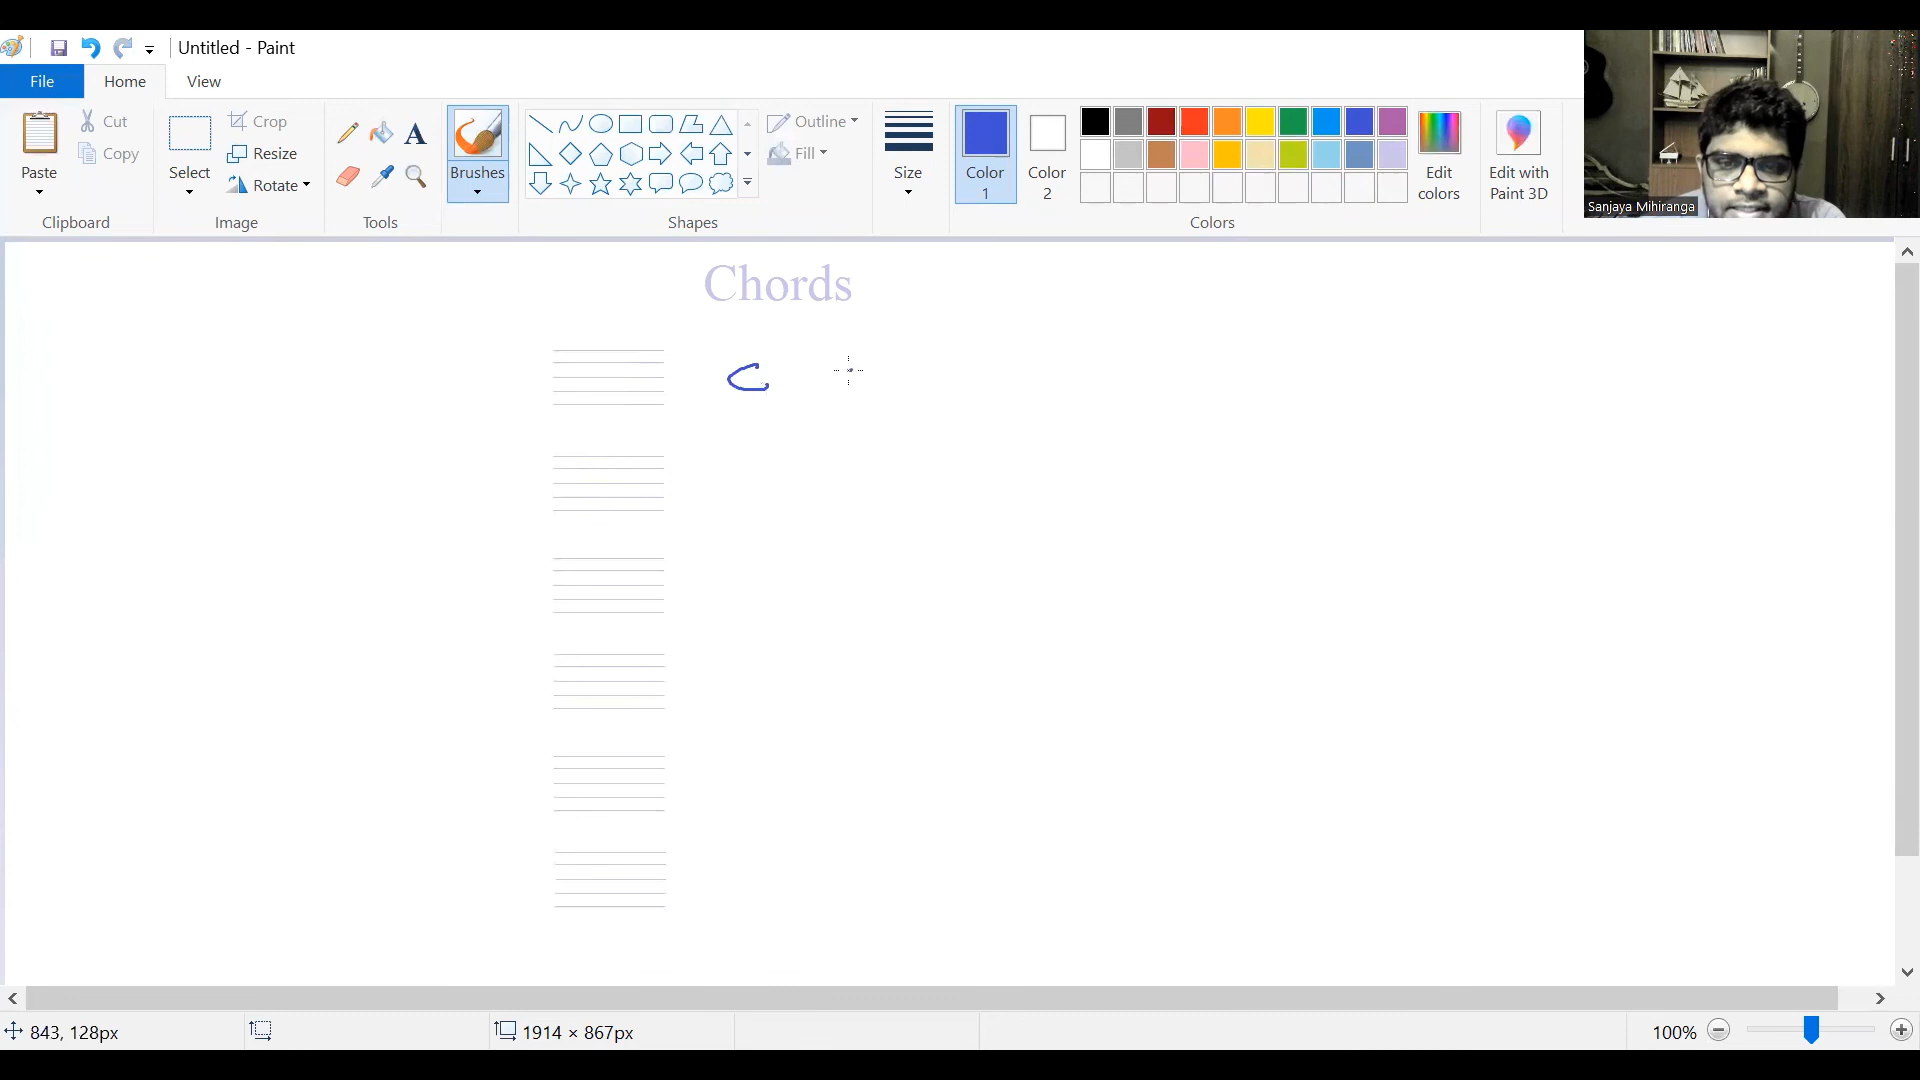 Untitled - Paint
File Home View
Paste Cut Copy Clipboard
Select Crop Resize Rotate Image
A
Tools
Brushes
Shapes
Outline Fill
Size
Color 1
Color 2
Edit colors
Colors
Edit with Paint 3D
Sanjaya Mihiranga
Chords
C
843, 128px
1914 × 867px
100%